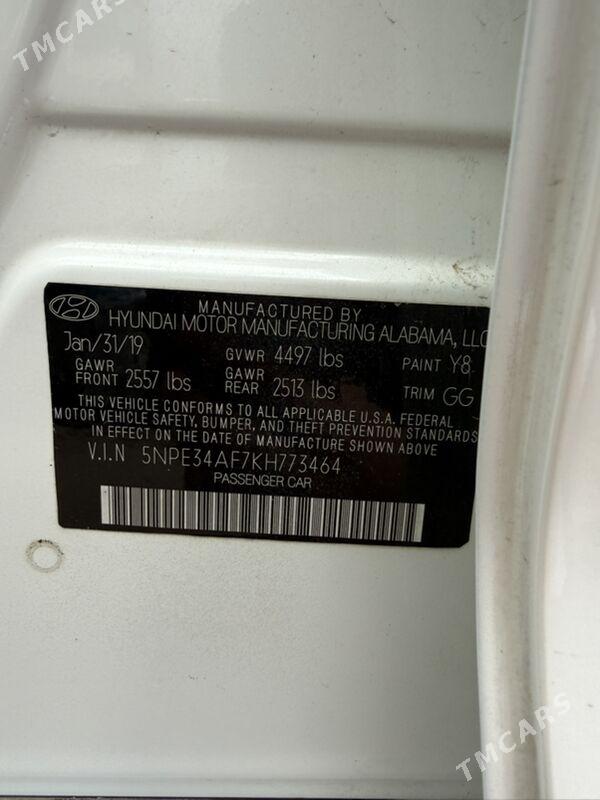 TMCARS
MANUFACTURED BY
HYUNDAI MOTOR MANUFACTURING ALABAMA, LLC
Jan/31/19 GVWR 4497 lbs PAINT Y8
GAWR FRONT 2557 lbs GAWR REAR 2513 lbs TRIM GG
THIS VEHICLE CONFORMS TO ALL APPLICABLE U.S.A. FEDERAL
MOTOR VEHICLE SAFETY, BUMPER, AND THEFT PREVENTION STANDARDS
IN EFFECT ON THE DATE OF MANUFACTURE SHOWN ABOVE
V.I.N 5NPE34AF7KH773464
PASSENGER CAR
TMCARS